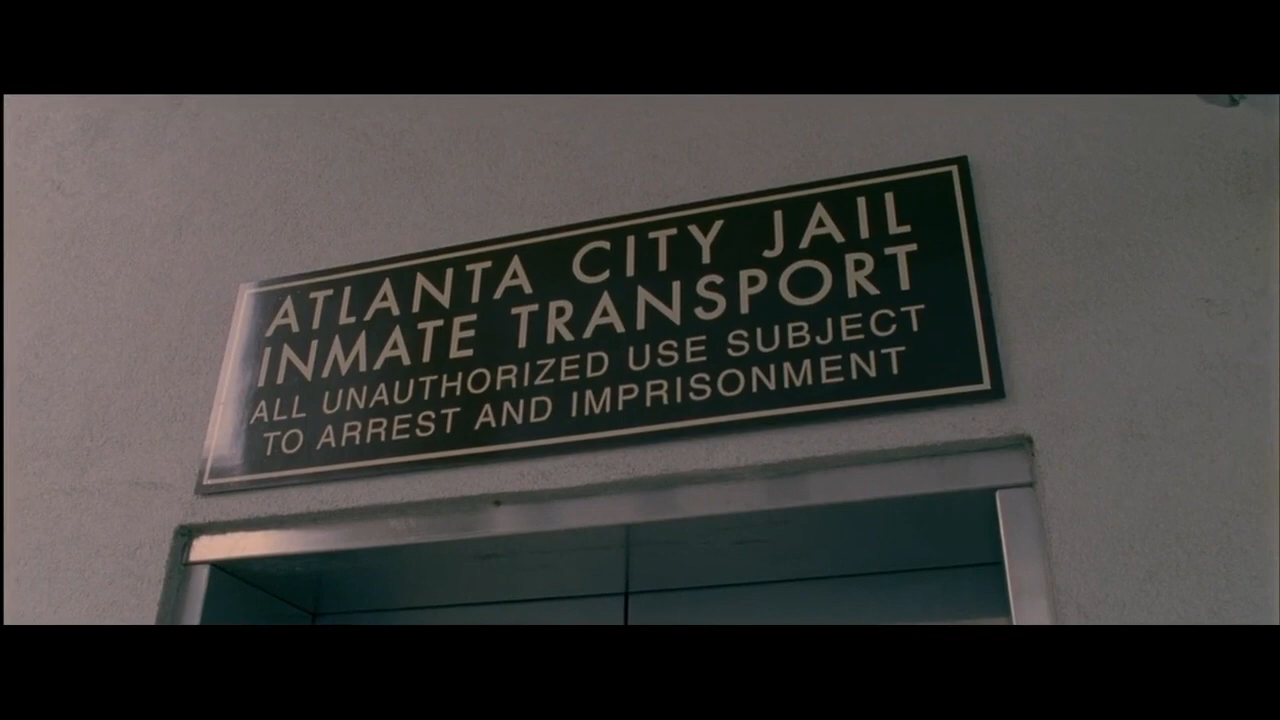 ATLANTA CITY JAIL
INMATE TRANSPORT
ALL UNAUTHORIZED USE SUBJECT
TO ARREST AND IMPRISONMENT